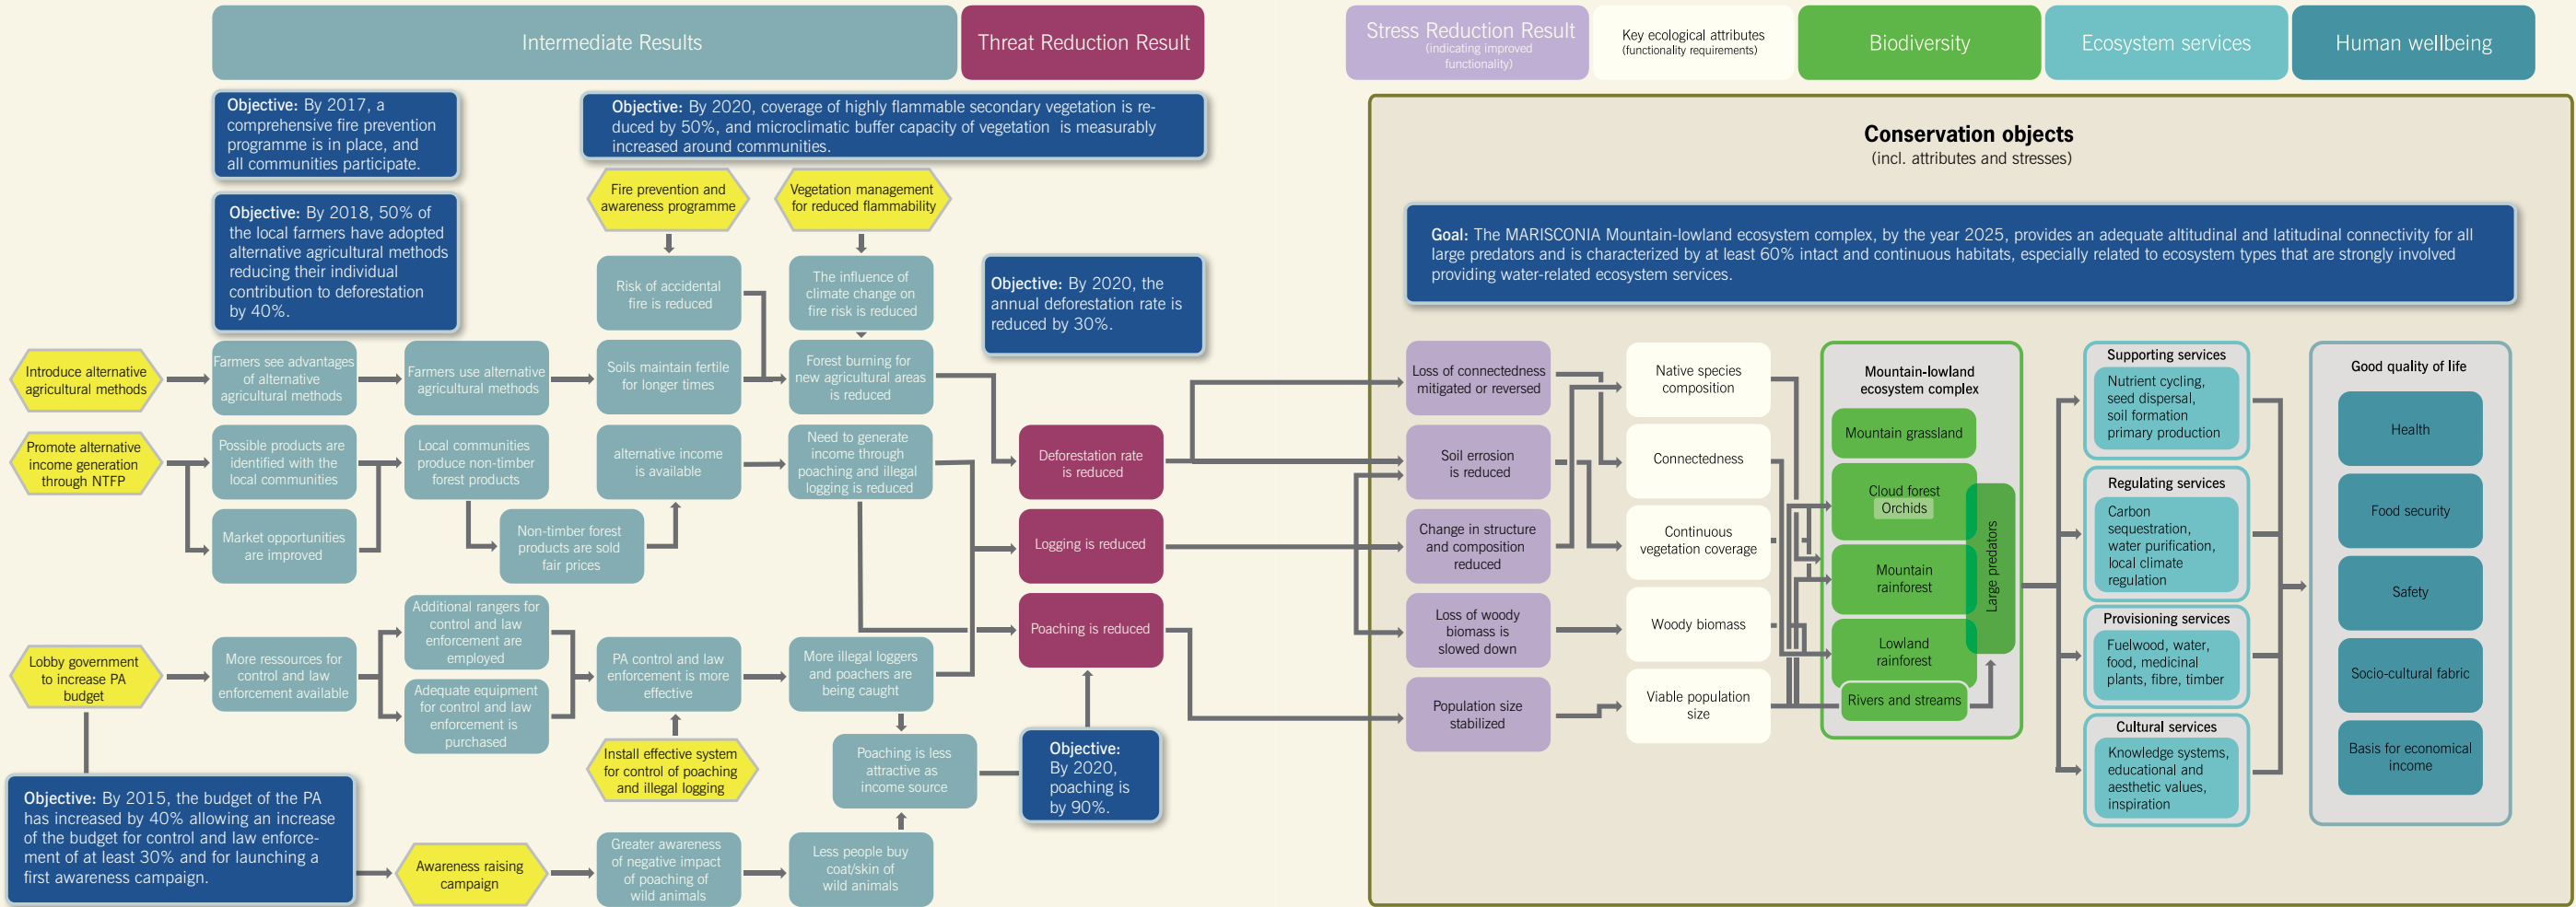 Intermediate Results
Threat Reduction Result
Stress Reduction Result
(indicating improved
functionality)
Key ecological attributes
(functionality requirements)
Biodiversity
Ecosystem services
Human wellbeing
Objective: By 2017, a
comprehensive fire prevention
programme is in place, and
all communities participate.
Objective: By 2018, 50% of
the local farmers have adopted
alternative agricultural methods
reducing their individual
contribution to deforestation
by 40%.
Objective: By 2020, coverage of highly flammable secondary vegetation is re-
duced by 50%, and microclimatic buffer capacity of vegetation is measurably
increased around communities.
Fire prevention and
awareness programme
Vegetation management
for reduced flammability
Risk of accidental
fire is reduced
The influence of
climate change on
fire risk is reduced
Objective: By 2020, the
annual deforestation rate is
reduced by 30%.
Introduce alternative
agricultural methods
Farmers see advantages
of alternative
agricultural methods
Farmers use alternative
agricultural methods
Soils maintain fertile
for longer times
Forest burning for
new agricultural areas
is reduced
Promote alternative
income generation
through NTFP
Possible products are
identified with the
local communities
Local communities
produce non-timber
forest products
alternative income
is available
Need to generate
income through
poaching and illegal
logging is reduced
Market opportunities
are improved
Non-timber forest
products are sold
fair prices
Deforestation rate
is reduced
Logging is reduced
Poaching is reduced
Lobby government
to increase PA
budget
More ressources for
control and law
enforcement available
Additional rangers for
control and law
enforcement are
employed
Adequate equipment
for control and law
enforcement is
purchased
PA control and law
enforcement is more
effective
More illegal loggers
and poachers are
being caught
Install effective system
for control of poaching
and illegal logging
Poaching is less
attractive as
income source
Objective:
By 2020,
poaching is
by 90%.
Objective: By 2015, the budget of the PA
has increased by 40% allowing an increase
of the budget for control and law enforce-
ment of at least 30% and for launching a
first awareness campaign.
Awareness raising
campaign
Greater awareness
of negative impact
of poaching of
wild animals
Less people buy
coat/skin of
wild animals
Conservation objects
(incl. attributes and stresses)
Goal: The MARISCONIA Mountain-lowland ecosystem complex, by the year 2025, provides an adequate altitudinal and latitudinal connectivity for all
large predators and is characterized by at least 60% intact and continuous habitats, especially related to ecosystem types that are strongly involved
providing water-related ecosystem services.
Loss of connectedness
mitigated or reversed
Soil errosion
is reduced
Change in structure
and composition
reduced
Loss of woody
biomass is
slowed down
Population size
stabilized
Native species
composition
Connectedness
Continuous
vegetation coverage
Woody biomass
Viable population
size
Mountain-lowland
ecosystem complex
Mountain grassland
Cloud forest
Orchids
Mountain
rainforest
Lowland
rainforest
Rivers and streams
Large predators
Supporting services
Nutrient cycling,
seed dispersal,
soil formation
primary production
Regulating services
Carbon
sequestration,
water purification,
local climate
regulation
Provisioning services
Fuelwood, water,
food, medicinal
plants, fibre, timber
Cultural services
Knowledge systems,
educational and
aesthetic values,
inspiration
Good quality of life
Health
Food security
Safety
Socio-cultural fabric
Basis for economical
income